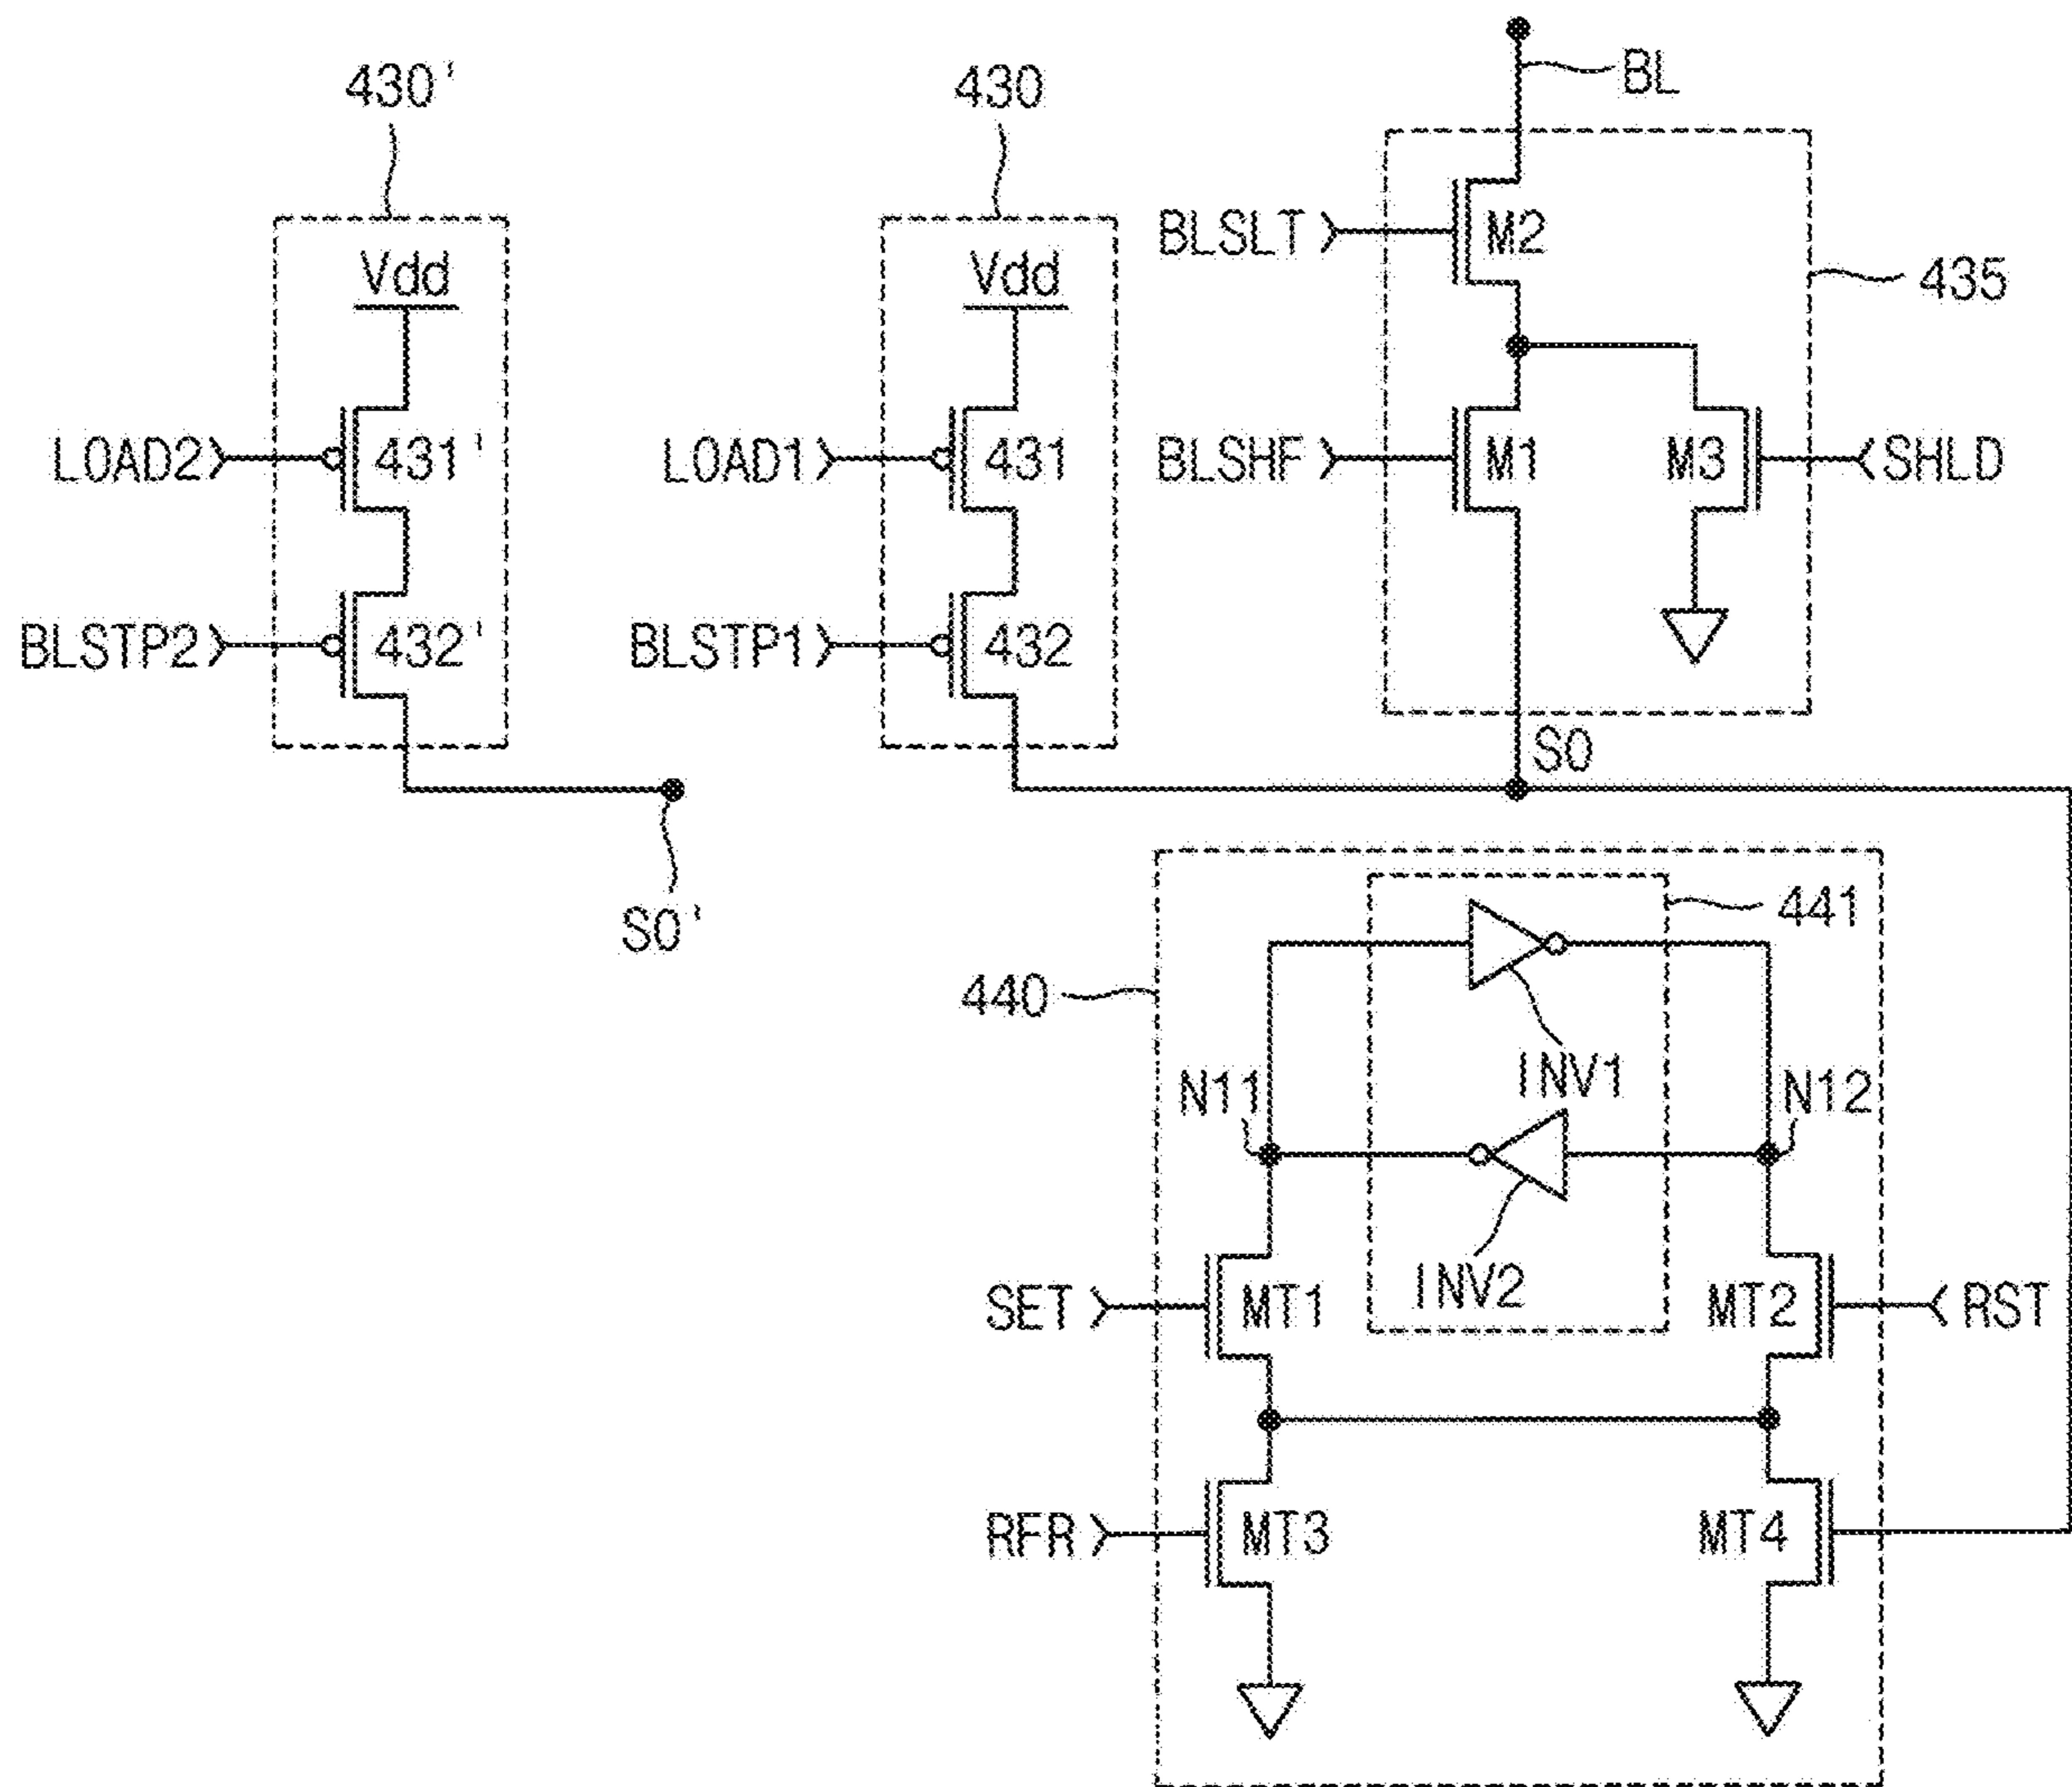 430'
430
BL
BLSLT
M2
435
Vdd
Vdd
LOAD2
431'
LOAD1
431
BLSHF
M1
M3
SHLD
BLSTP2
432'
BLSTP1
432
SO
SO'
441
440
INV1
N11
N12
INV2
SET
MT1
MT2
RST
RFR
MT3
MT4